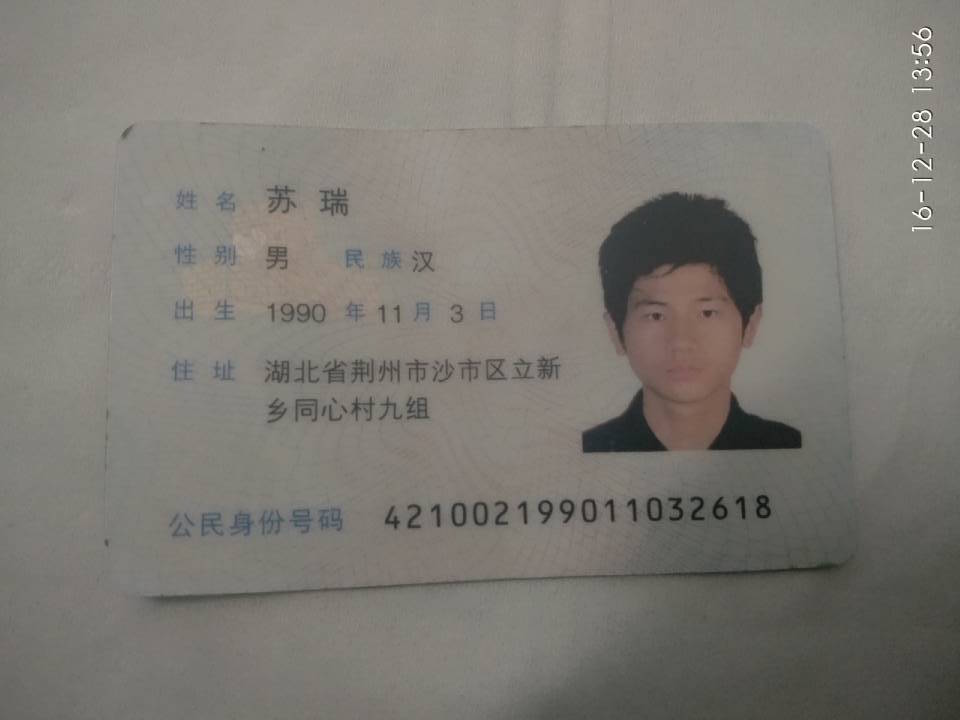 姓名 苏瑞
性别 男 民族 汉
出生 1990 年 11 月 3 日
住址 湖北省荆州市沙市区立新
乡同心村九组
公民身份号码 421002199011032618
16-12-28 13:56